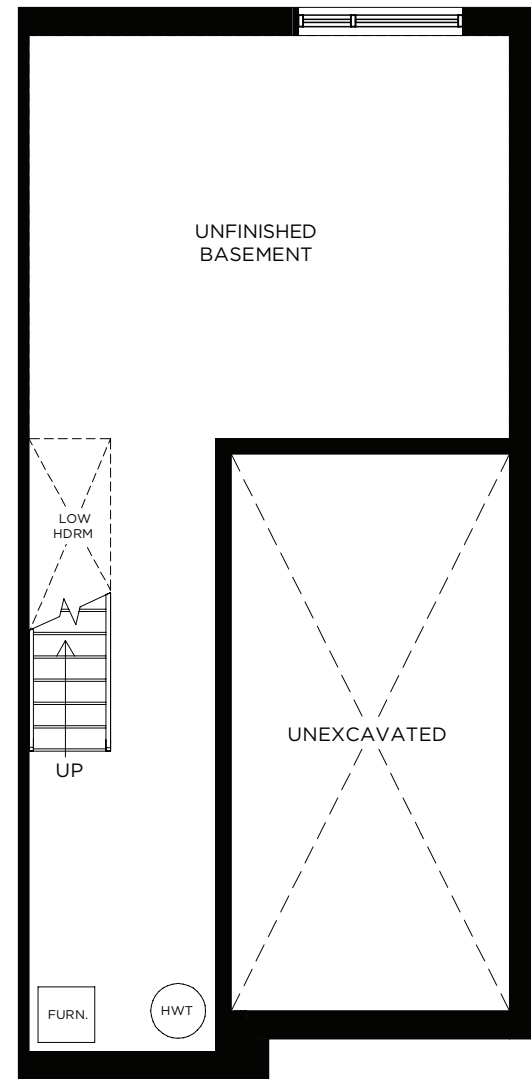 UNFINISHED
BASEMENT
LOW
HDRM
UNEXCAVATED
UP
FURN.
HWT